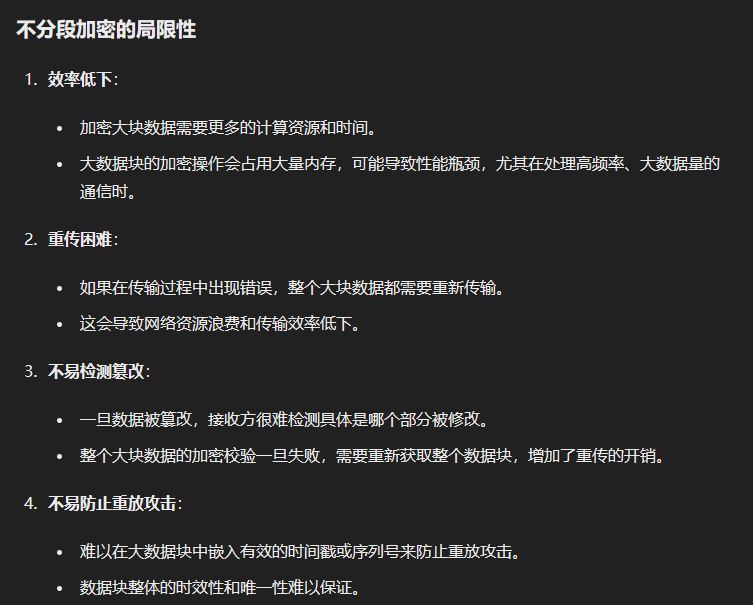 不分段加密的局限性
1. 效率低下：
• 加密大块数据需要更多的计算资源和时间。
• 大数据块的加密操作会占用大量内存，可能导致性能瓶颈，尤其在处理高频率、大数据量的
通信时。
2. 重传困难：
• 如果在传输过程中出现错误，整个大块数据都需要重新传输。
• 这会导致网络资源浪费和传输效率低下。
3. 不易检测篡改：
• 一旦数据被篡改，接收方很难检测具体是哪个部分被修改。
• 整个大块数据的加密校验一旦失败，需要重新获取整个数据块，增加了重传的开销。
4. 不易防止重放攻击：
• 难以在大数据块中嵌入有效的时间戳或序列号来防止重放攻击。
• 数据块整体的时效性和唯一性难以保证。